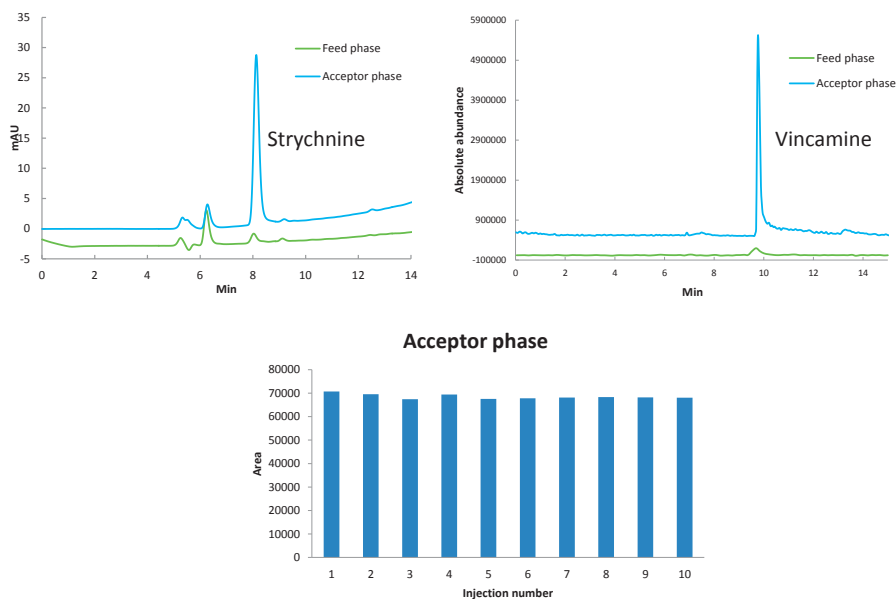 35
30
25
20
15
10
5
0
-5
mAU
0 2 4 6 8 10 12 14
Min
Feed phase
Acceptor phase
Strychnine
5900000
4900000
3900000
2900000
1900000
900000
-100000
Absolute abundance
0 2 4 6 8 10 12 14
Min
Feed phase
Acceptor phase
Vincamine
Acceptor phase
80000
70000
60000
50000
40000
30000
20000
10000
0
Area
1 2 3 4 5 6 7 8 9 10
Injection number